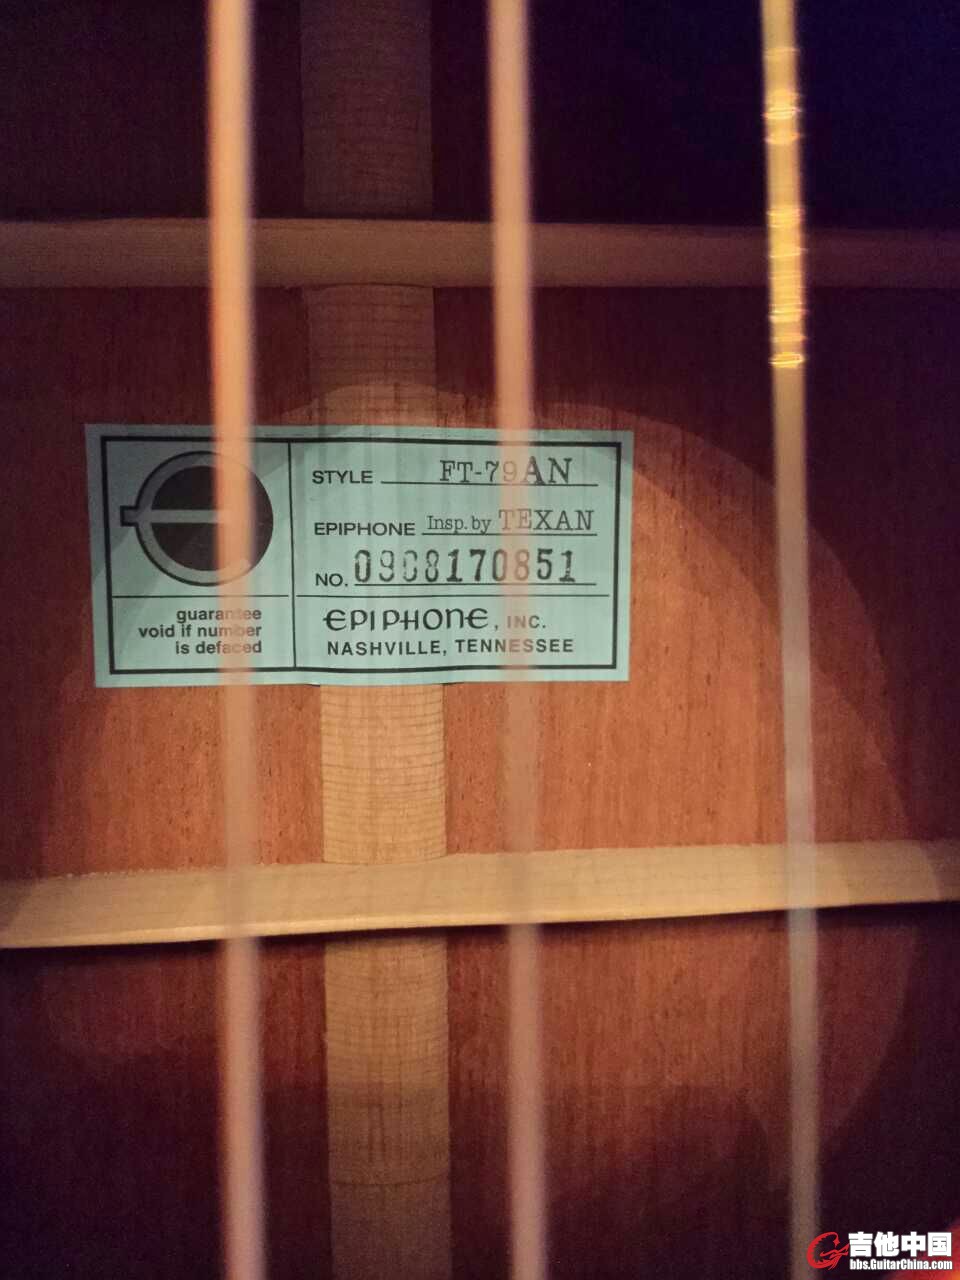 STYLE FT-79AN
EPIPHONE Insp. by TEXAN
NO. 0908170851
guarantee
void if number
is defaced
EPIPHONE, INC.
NASHVILLE, TENNESSEE
吉他中国
bbs.GuitarChina.com